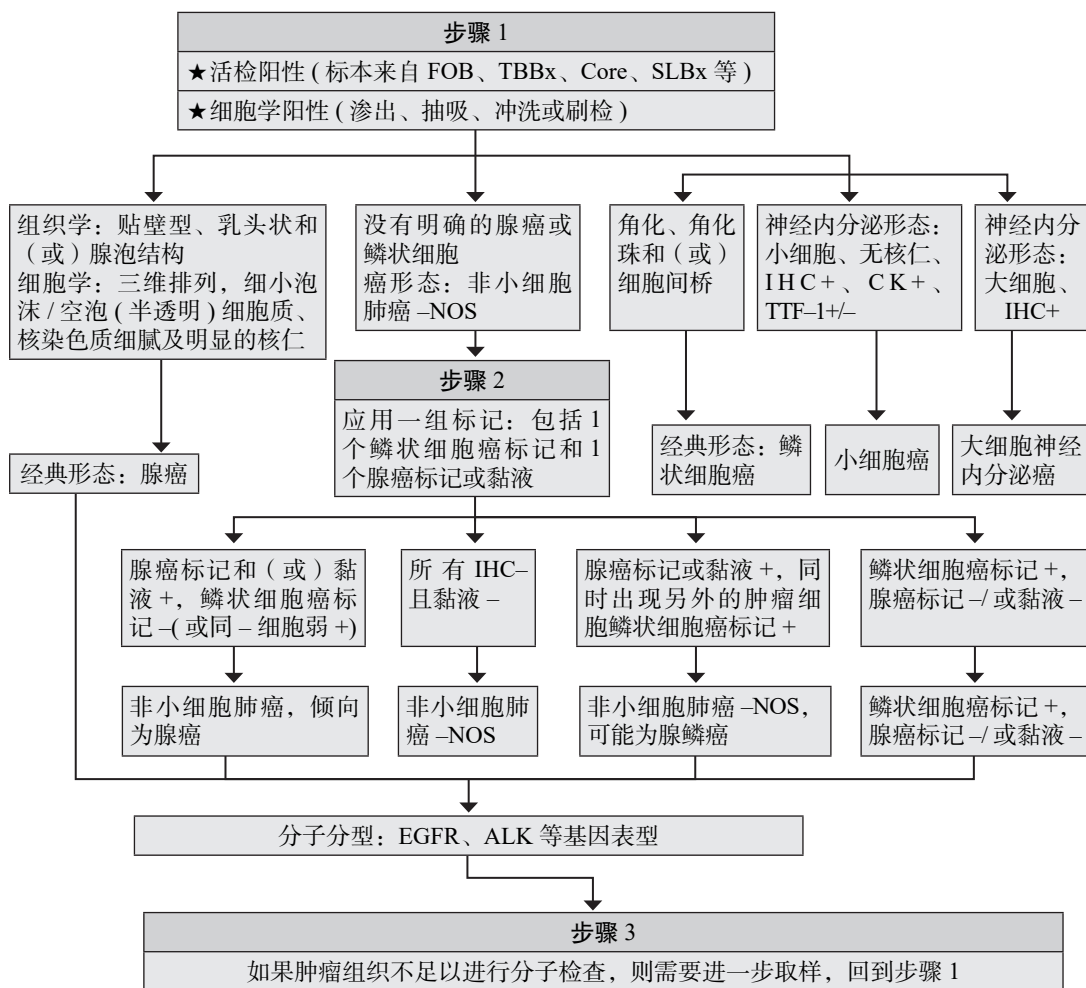 步骤 1
★活检阳性 ( 标本来自 FOB、TBBx、Core、SLBx 等 )
★细胞学阳性 ( 渗出、抽吸、冲洗或刷检 )
组织学：贴壁型、乳头状和
（或）腺泡结构
细胞学：三维排列，细小泡
沫 / 空泡 ( 半透明 ) 细胞质、
核染色质细腻及明显的核仁
没有明确的腺癌或
鳞状细胞
癌形态：非小细胞
肺癌 –NOS
角化、角化
珠和（或）
细胞间桥
神经内分泌形态：
小细胞、无核仁、
IHC+、CK+、
TTF–1+/–
神经内分
泌形态：
大细胞、
IHC+
步骤 2
应用一组标记：包括 1
个鳞状细胞癌标记和 1
个腺癌标记或黏液
经典形态：腺癌
经典形态：鳞
状细胞癌
小细胞癌
大细胞神经
内分泌癌
腺癌标记和（或）黏
液 +，鳞状细胞癌标
记 –( 或同 – 细胞弱 +)
所有 IHC–
且黏液 –
腺癌标记或黏液 +，同
时出现另外的肿瘤细
胞鳞状细胞癌标记 +
鳞状细胞癌标记 +，
腺癌标记 –/ 或黏液 –
非小细胞肺癌，倾向
为腺癌
非小细胞肺
癌 –NOS
非小细胞肺癌 –NOS，
可能为腺鳞癌
鳞状细胞癌标记 +，
腺癌标记 –/ 或黏液 –
分子分型：EGFR、ALK 等基因表型
步骤 3
如果肿瘤组织不足以进行分子检查，则需要进一步取样，回到步骤 1